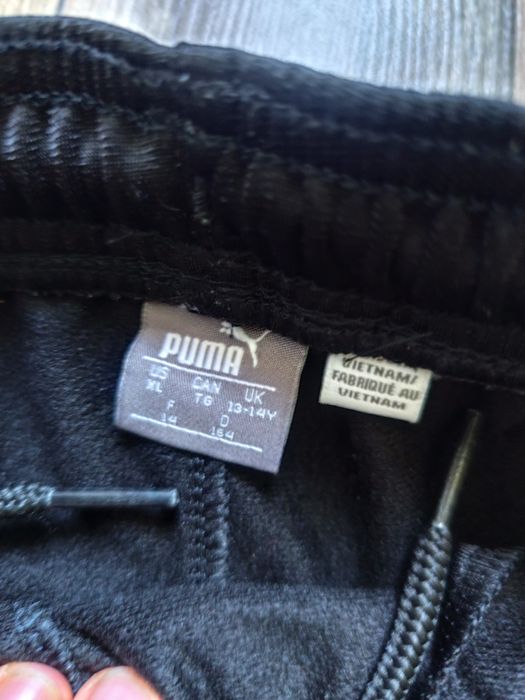 PUMA
US CAN UK
XL TG 13-14Y
F D
14 164
VIETNAM/
FABRIQUÉ AU
VIETNAM